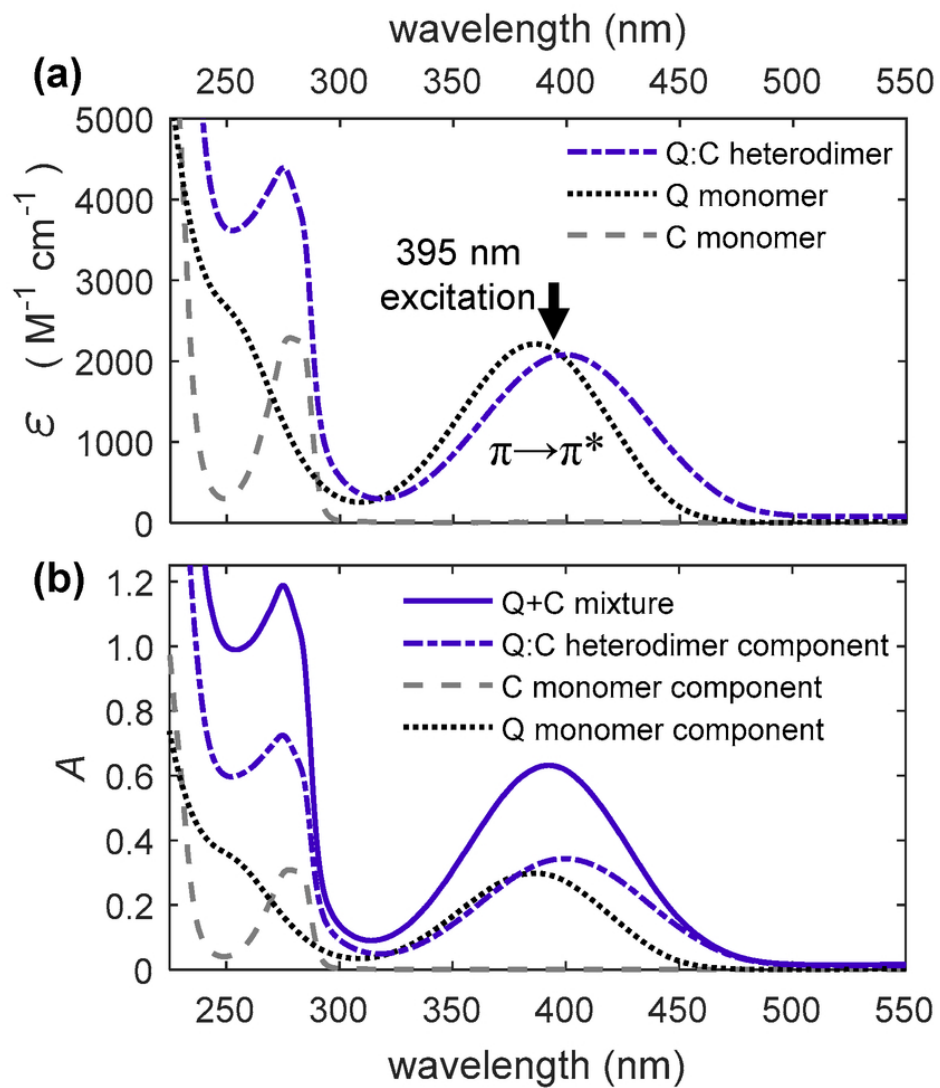 wavelength (nm)
(a)
250 300 350 400 450 500 550
5000
4000
3000
2000
1000
0
ε ( M⁻¹ cm⁻¹ )
Q:C heterodimer
Q monomer
C monomer
395 nm
excitation
π→π*
(b)
1.2
1.0
0.8
0.6
0.4
0.2
0
A
Q+C mixture
Q:C heterodimer component
C monomer component
Q monomer component
250 300 350 400 450 500 550
wavelength (nm)